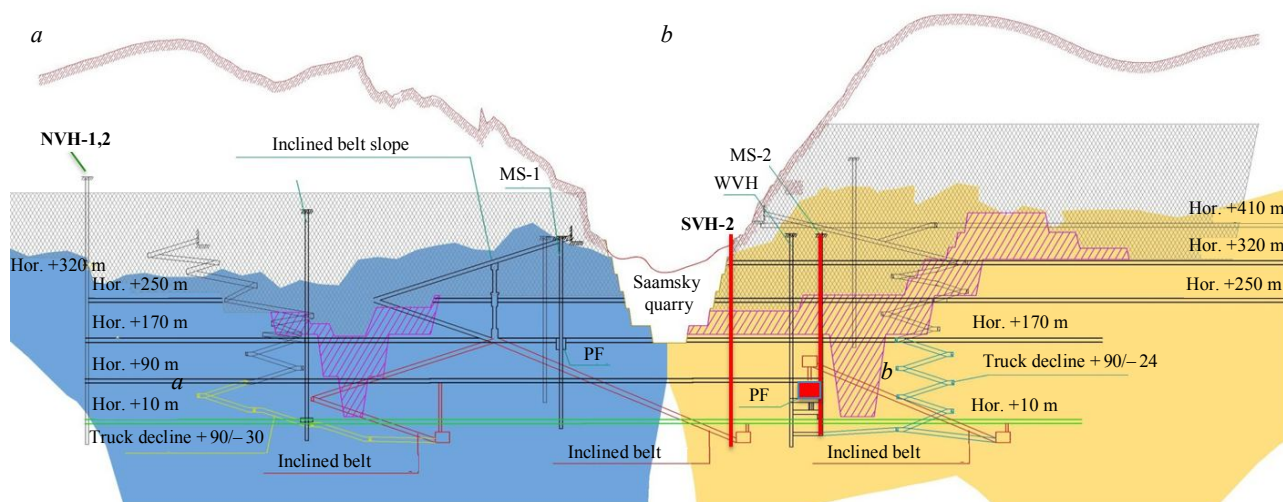 a
b
NVH-1,2
Inclined belt slope
MS-1
MS-2
WVH
SVH-2
Hor. +410 m
Hor. +320 m
Hor. +320 m
Hor. +250 m
Saamsky
quarry
Hor. +250 m
Hor. +170 m
Hor. +170 m
PF
Hor. +90 m
a
b
Truck decline +90/– 24
PF
Hor. +10 m
Hor. +10 m
Truck decline + 90/– 30
Inclined belt
Inclined belt
Inclined belt